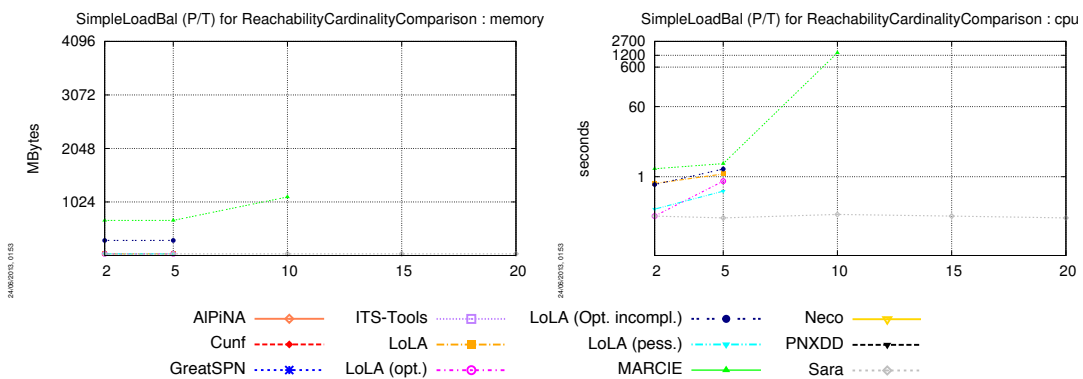 SimpleLoadBal (P/T) for ReachabilityCardinalityComparison : memory
4096
3072
2048
1024
MBytes
2 5 10 15 20
24/06/2013, 01:53
SimpleLoadBal (P/T) for ReachabilityCardinalityComparison : cpu
2700
1200
600
60
1
seconds
2 5 10 15 20
24/06/2013, 01:53
AlPiNA ITS-Tools LoLA (Opt. incompl.) Neco
Cunf LoLA LoLA (pess.) PNXDD
GreatSPN LoLA (opt.) MARCIE Sara